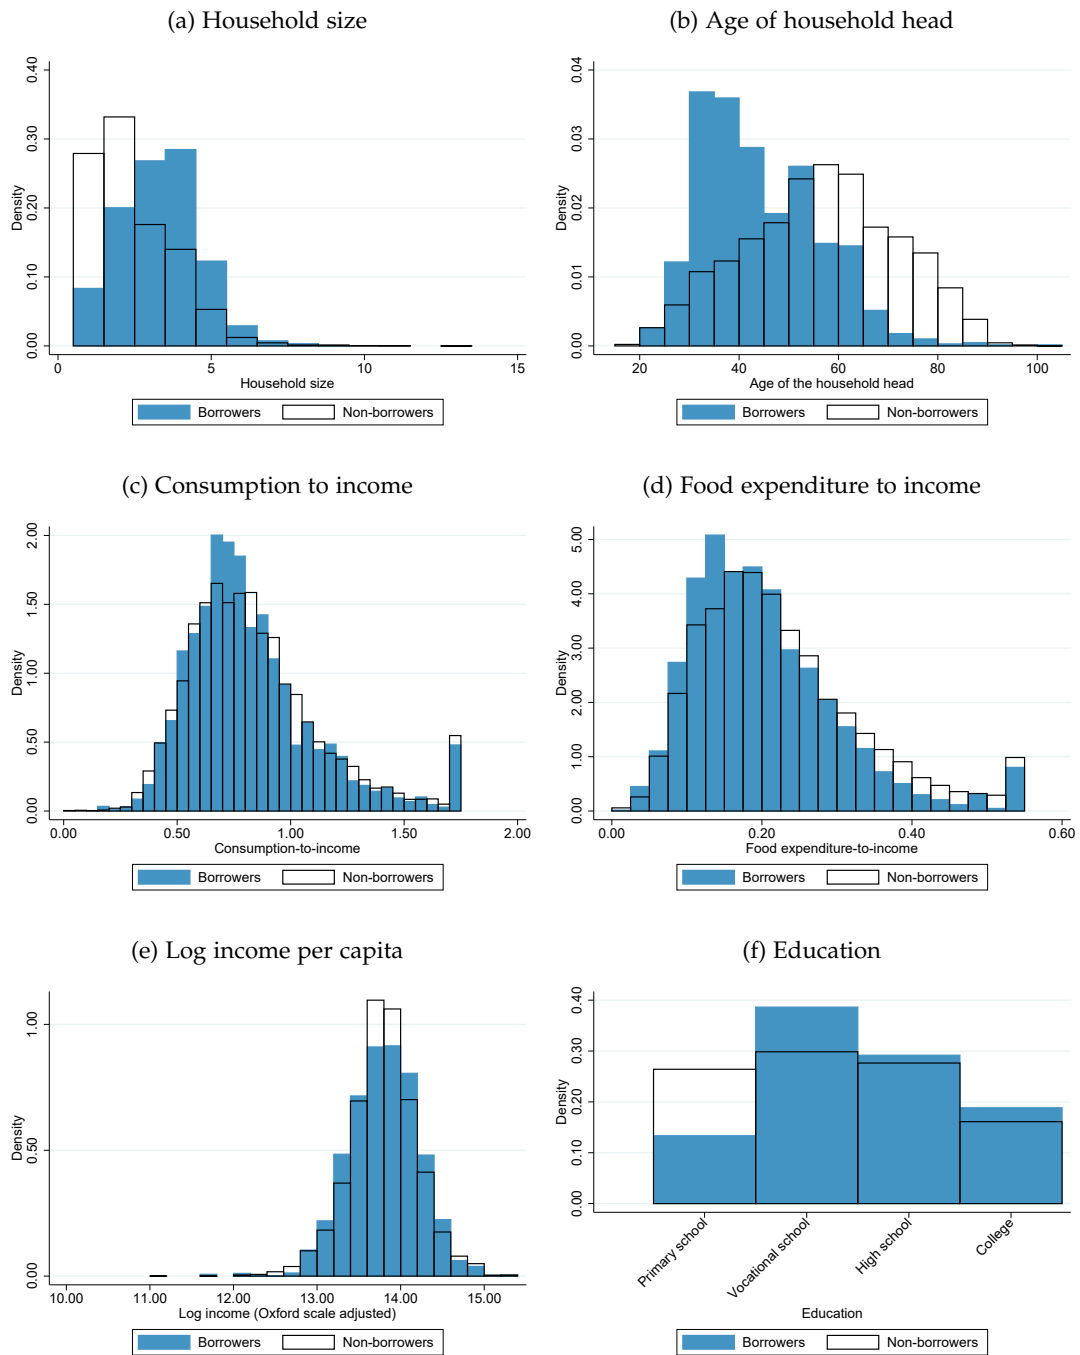 (a) Household size
0.40
0.30
0.20
0.10
0.00
Density
0 5 10 15
Household size
Borrowers Non-borrowers
(b) Age of household head
0.04
0.03
0.02
0.01
0.00
Density
20 40 60 80 100
Age of the household head
Borrowers Non-borrowers
(c) Consumption to income
2.00
1.50
1.00
0.50
0.00
Density
0.00 0.50 1.00 1.50 2.00
Consumption-to-income
Borrowers Non-borrowers
(d) Food expenditure to income
5.00
4.00
3.00
2.00
1.00
0.00
Density
0.00 0.20 0.40 0.60
Food expenditure-to-income
Borrowers Non-borrowers
(e) Log income per capita
1.00
0.50
0.00
Density
10.00 11.00 12.00 13.00 14.00 15.00
Log income (Oxford scale adjusted)
Borrowers Non-borrowers
(f) Education
0.40
0.30
0.20
0.10
0.00
Density
Primary school
Vocational school
High school
College
Education
Borrowers Non-borrowers